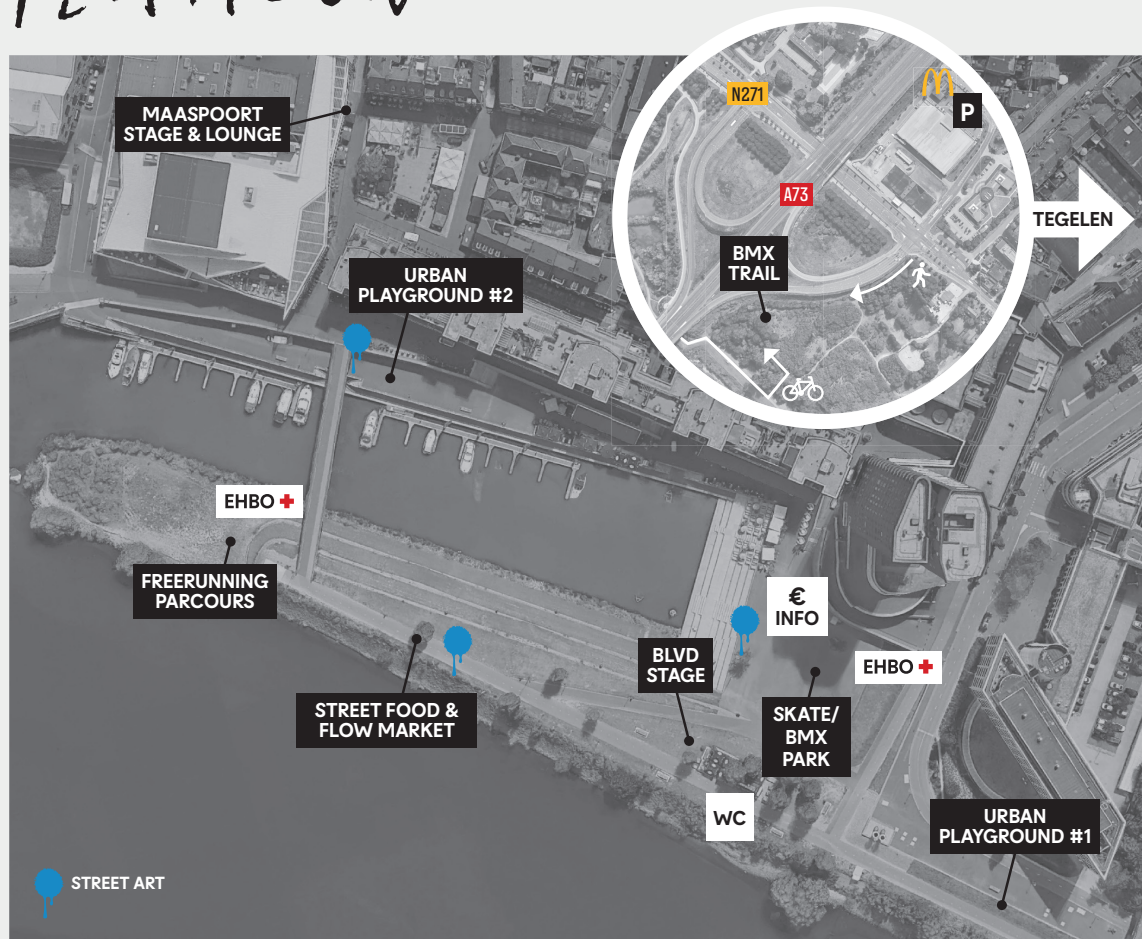 MAASPOORT
STAGE & LOUNGE
N271
P
A73
TEGELEN
BMX
TRAIL
URBAN
PLAYGROUND #2
EHBO
FREERUNNING
PARCOURS
€
INFO
BLVD
STAGE
EHBO
STREET FOOD &
FLOW MARKET
SKATE/
BMX
PARK
WC
URBAN
PLAYGROUND #1
STREET ART